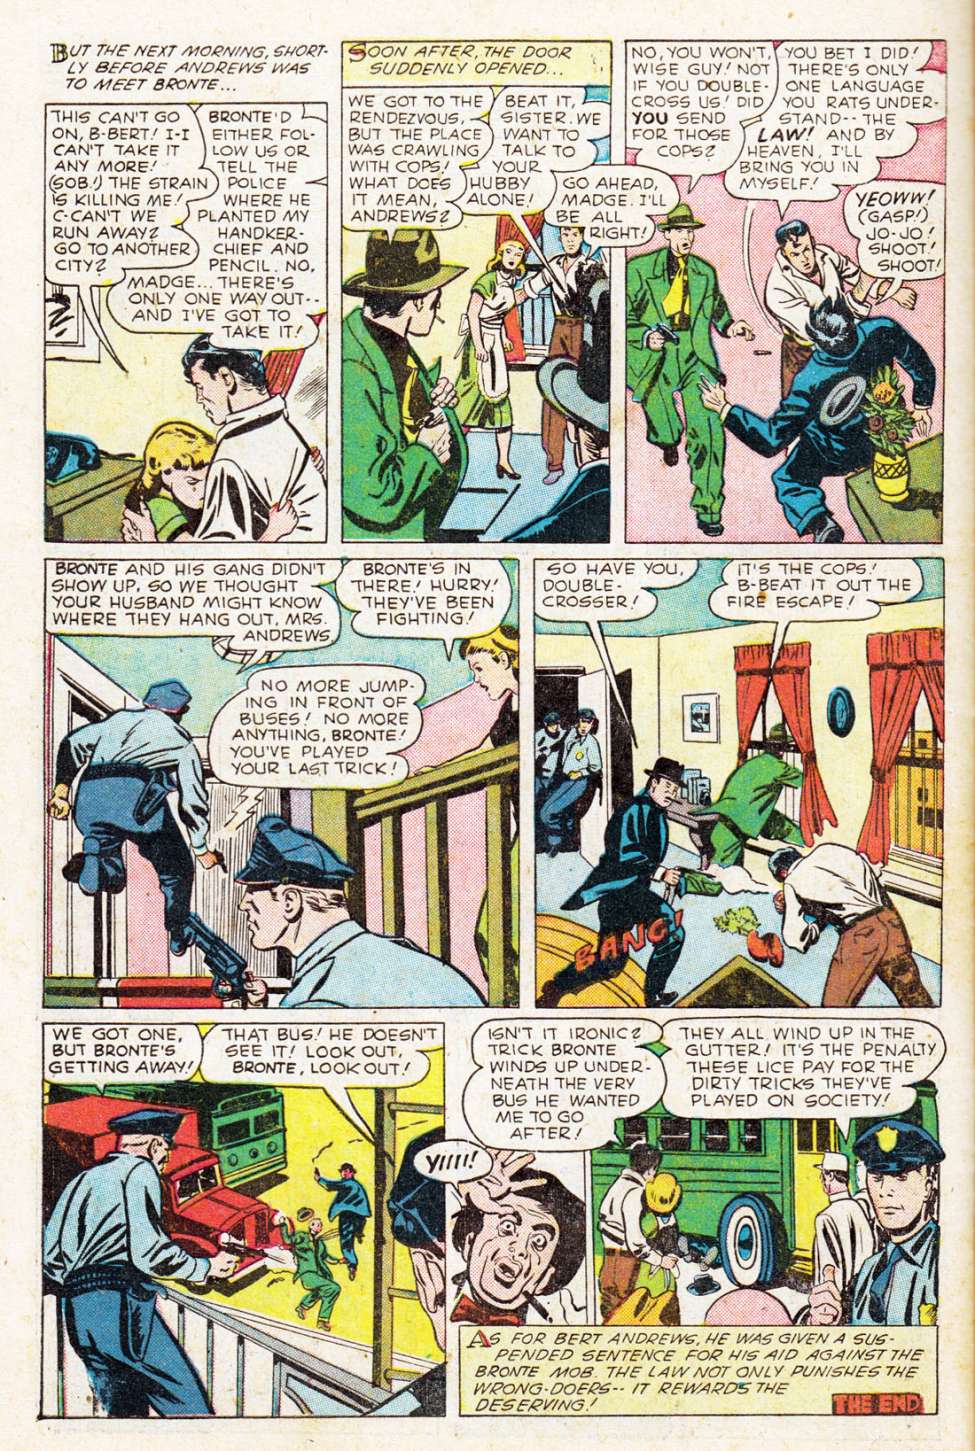 BUT THE NEXT MORNING, SHORT-
LY BEFORE ANDREWS WAS
TO MEET BRONTE...
THIS CAN'T GO
ON, B-BERT! I-I
CAN'T TAKE IT
ANY MORE!
(SOB!) THE STRAIN
IS KILLING ME!
C-CAN'T WE
RUN AWAY?
GO TO ANOTHER
CITY?
BRONTE'D
EITHER FOL-
LOW US OR
TELL THE
POLICE
WHERE HE
PLANTED MY
HANDKER-
CHIEF AND
PENCIL. NO,
MADGE... THERE'S
ONLY ONE WAY OUT--
AND I'VE GOT TO
TAKE IT!
SOON AFTER, THE DOOR
SUDDENLY OPENED...
WE GOT TO THE
RENDEZVOUS,
BUT THE PLACE
WAS CRAWLING
WITH COPS!
WHAT DOES
IT MEAN,
ANDREWS?
BEAT IT,
SISTER. WE
WANT TO
TALK TO
YOUR
HUBBY
ALONE!
GO AHEAD,
MADGE. I'LL
BE ALL
RIGHT!
NO, YOU WON'T,
WISE GUY! NOT
IF YOU DOUBLE-
CROSS US! DID
YOU SEND
FOR THOSE
COPS?
YOU BET I DID!
THERE'S ONLY
ONE LANGUAGE
YOU RATS UNDER-
STAND--THE
LAW! AND BY
HEAVEN, I'LL
BRING YOU IN
MYSELF!
YEOWW!
(GASP!)
JO-JO!
SHOOT!
SHOOT!
BRONTE AND HIS GANG DIDN'T
SHOW UP, SO WE THOUGHT
YOUR HUSBAND MIGHT KNOW
WHERE THEY HANG OUT, MRS.
ANDREWS.
BRONTE'S IN
THERE! HURRY!
THEY'VE BEEN
FIGHTING!
NO MORE JUMP-
ING IN FRONT OF
BUSES! NO MORE
ANYTHING, BRONTE!
YOU'VE PLAYED
YOUR LAST TRICK!
SO HAVE YOU,
DOUBLE-
CROSSER!
IT'S THE COPS!
B-BEAT IT OUT THE
FIRE ESCAPE!
BANG!
WE GOT ONE,
BUT BRONTE'S
GETTING AWAY!
THAT BUS! HE DOESN'T
SEE IT! LOOK OUT,
BRONTE, LOOK OUT!
YIIII!
ISN'T IT IRONIC?
TRICK BRONTE
WINDS UP UNDER-
NEATH THE VERY
BUS HE WANTED
ME TO GO
AFTER!
THEY ALL WIND UP IN THE
GUTTER! IT'S THE PENALTY
THESE LICE PAY FOR THE
DIRTY TRICKS THEY'VE
PLAYED ON SOCIETY!
AS FOR BERT ANDREWS, HE WAS GIVEN A SUS-
PENDED SENTENCE FOR HIS AID AGAINST THE
BRONTE MOB. THE LAW NOT ONLY PUNISHES THE
WRONG-DOERS-- IT REWARDS THE
DESERVING!
THE END